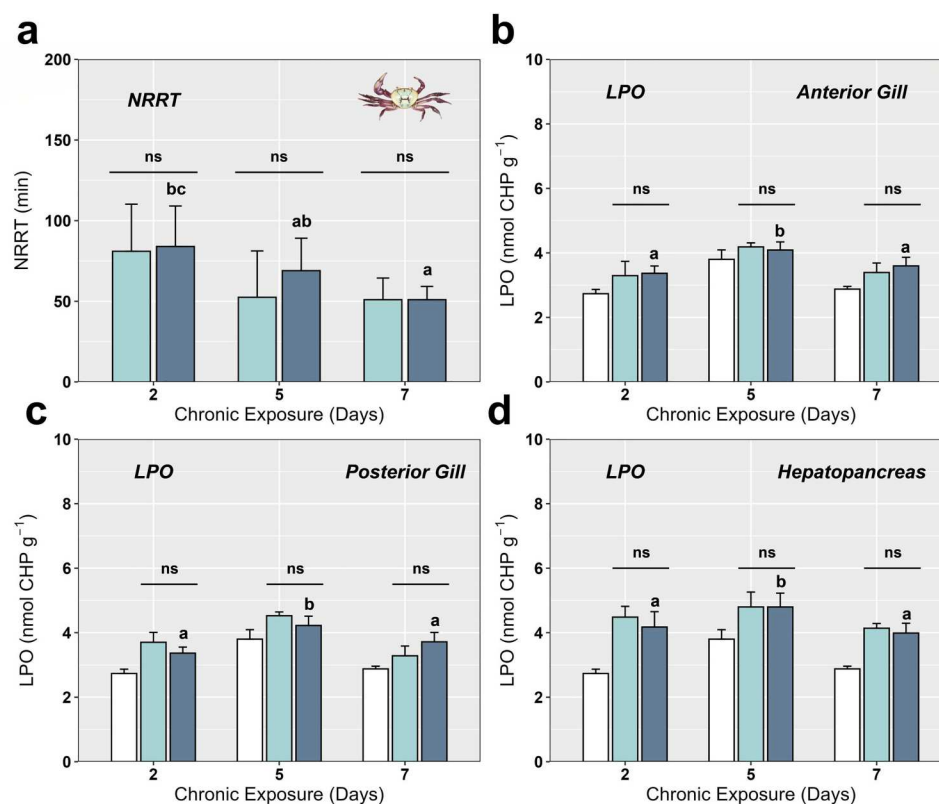 a
200
150
100
50
0
NRRT (min)
NRRT
ns
ns
ns
bc
ab
a
2
5
7
Chronic Exposure (Days)
b
10
8
6
4
2
0
LPO (nmol CHP g⁻¹)
LPO
Anterior Gill
ns
ns
ns
a
b
a
2
5
7
Chronic Exposure (Days)
c
10
8
6
4
2
0
LPO (nmol CHP g⁻¹)
LPO
Posterior Gill
ns
ns
ns
a
b
a
2
5
7
Chronic Exposure (Days)
d
10
8
6
4
2
0
LPO (nmol CHP g⁻¹)
LPO
Hepatopancreas
ns
ns
ns
a
b
a
2
5
7
Chronic Exposure (Days)